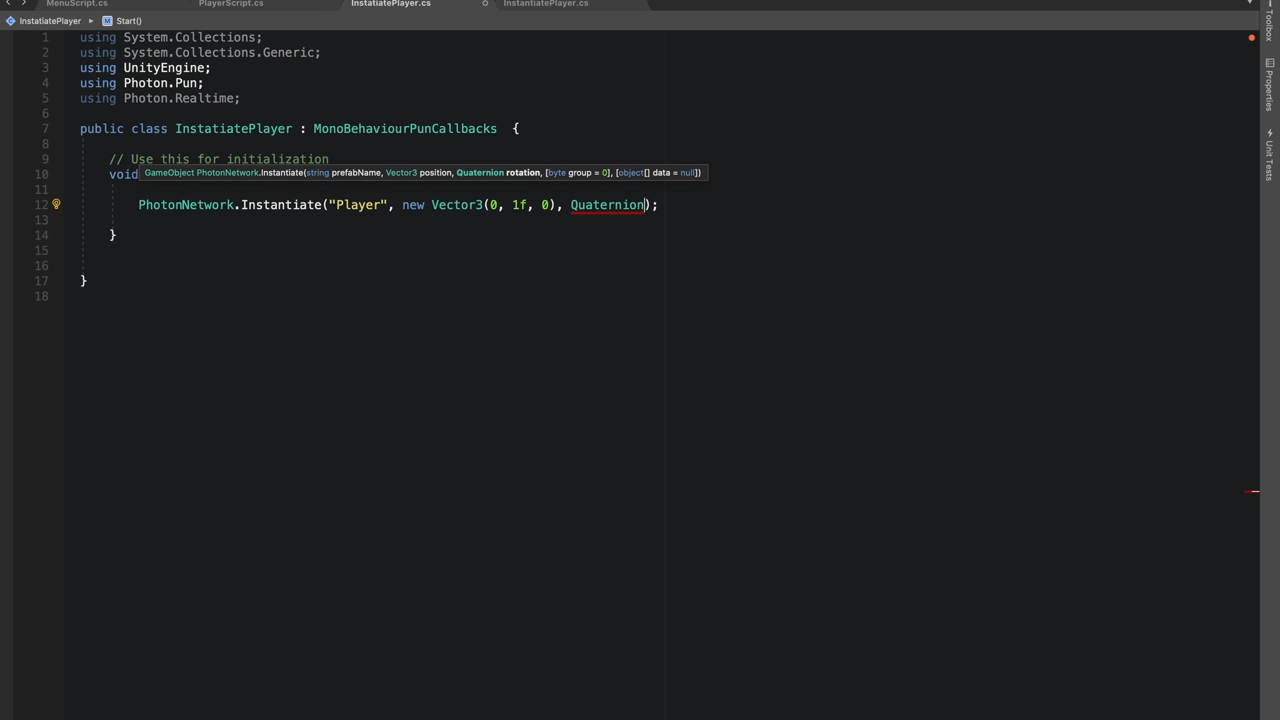 MenuScript.cs PlayerScript.cs InstatiatePlayer.cs InstantiatePlayer.cs
InstatiatePlayer Start()
1 using System.Collections;
2 using System.Collections.Generic;
3 using UnityEngine;
4 using Photon.Pun;
5 using Photon.Realtime;
6
7 public class InstatiatePlayer : MonoBehaviourPunCallbacks {
8
9 // Use this for initialization
10 void
GameObject PhotonNetwork.Instantiate(string prefabName, Vector3 position, Quaternion rotation, [byte group = 0], [object[] data = null])
11
12 PhotonNetwork.Instantiate("Player", new Vector3(0, 1f, 0), Quaternion);
13
14 }
15
16
17 }
18
Toolbox
Properties
Unit Tests